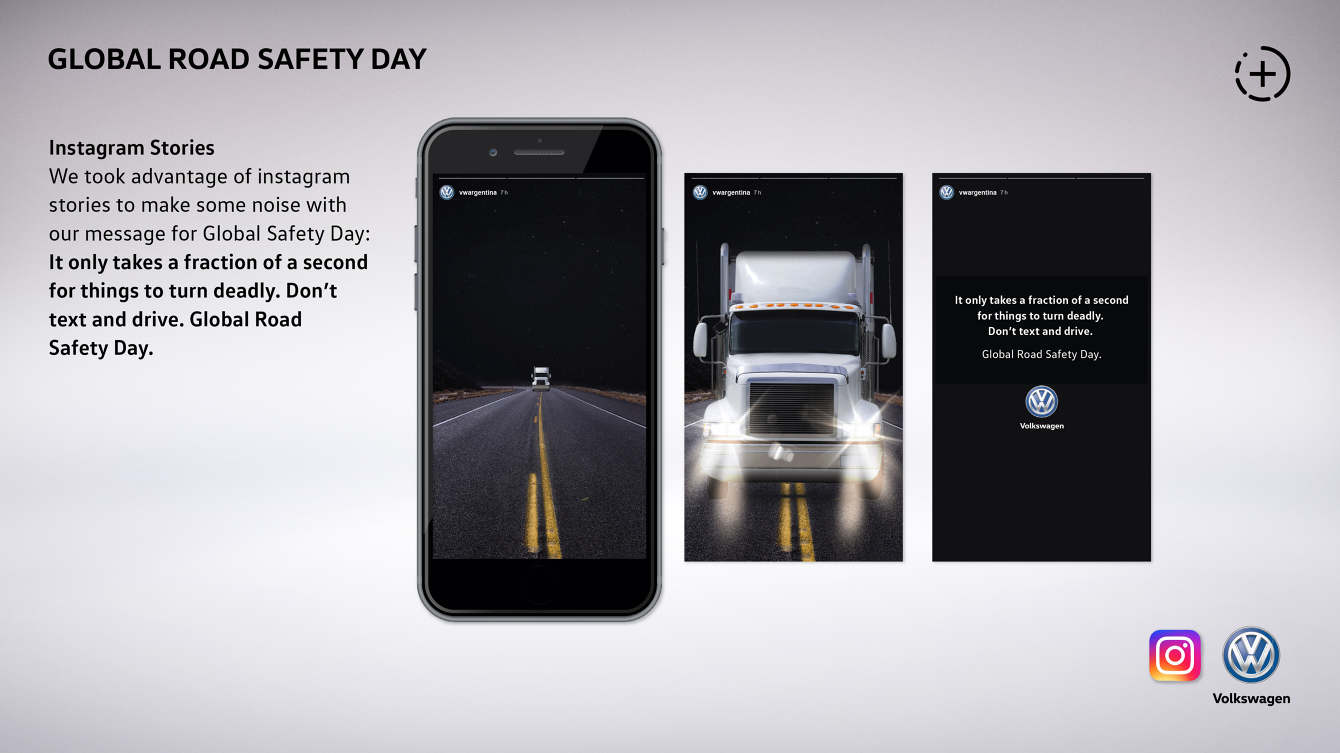 GLOBAL ROAD SAFETY DAY
Instagram Stories
We took advantage of instagram
stories to make some noise with
our message for Global Safety Day:
It only takes a fraction of a second
for things to turn deadly. Don’t
text and drive. Global Road
Safety Day.
vwargentina 7 h
vwargentina 7 h
vwargentina 7 h
It only takes a fraction of a second
for things to turn deadly.
Don’t text and drive.
Global Road Safety Day.
Volkswagen
Volkswagen